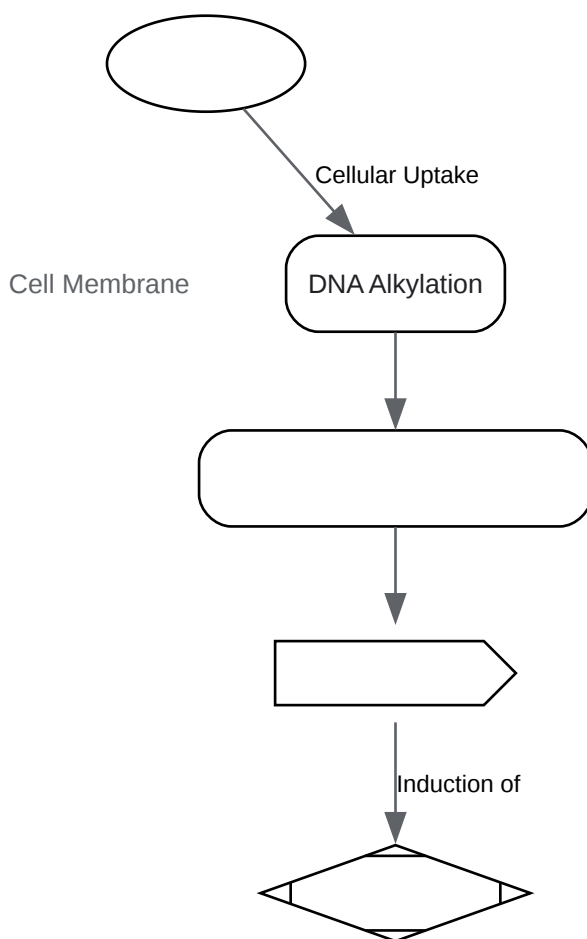 Cellular Uptake
Cell Membrane
DNA Alkylation
Induction of